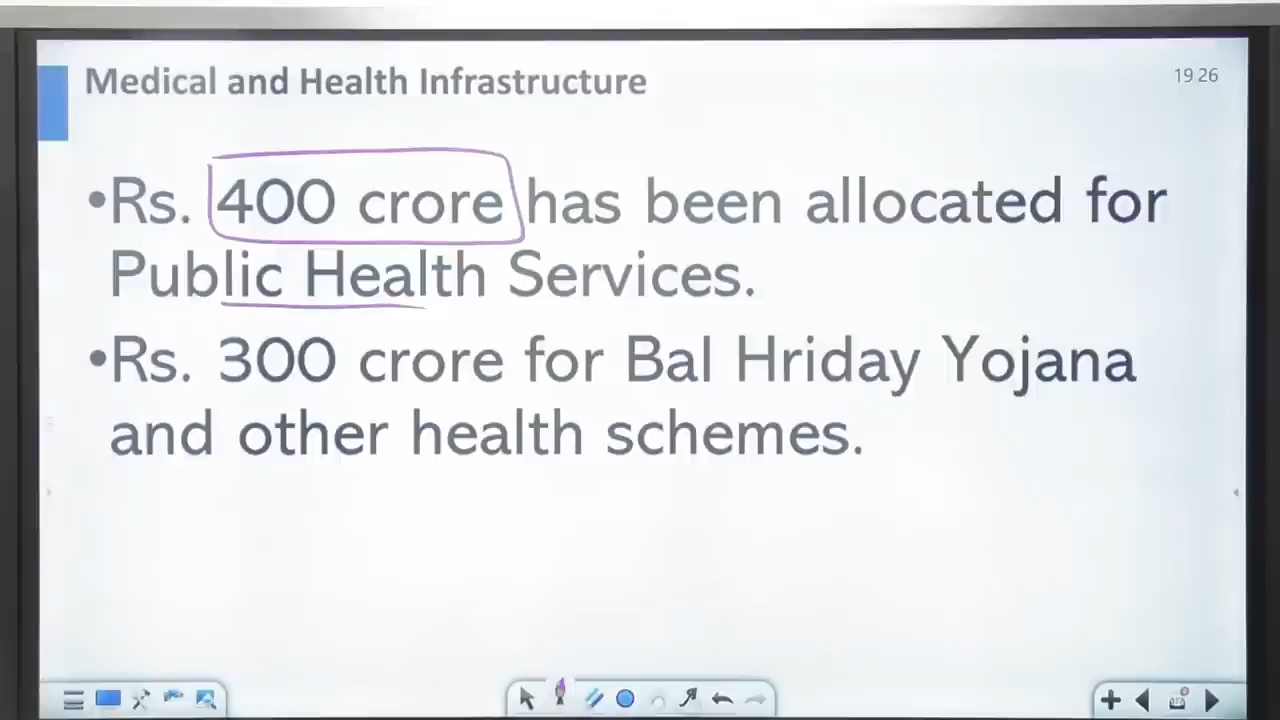 Medical and Health Infrastructure
19 26
•Rs. 400 crore has been allocated for
Public Health Services.
•Rs. 300 crore for Bal Hriday Yojana
and other health schemes.